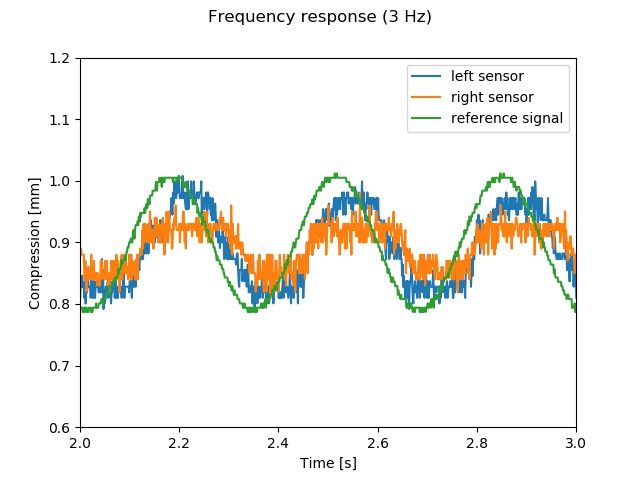 Frequency response (3 Hz)
1.2
1.1
1.0
0.9
0.8
0.7
0.6
Compression [mm]
left sensor
right sensor
reference signal
2.0 2.2 2.4 2.6 2.8 3.0
Time [s]